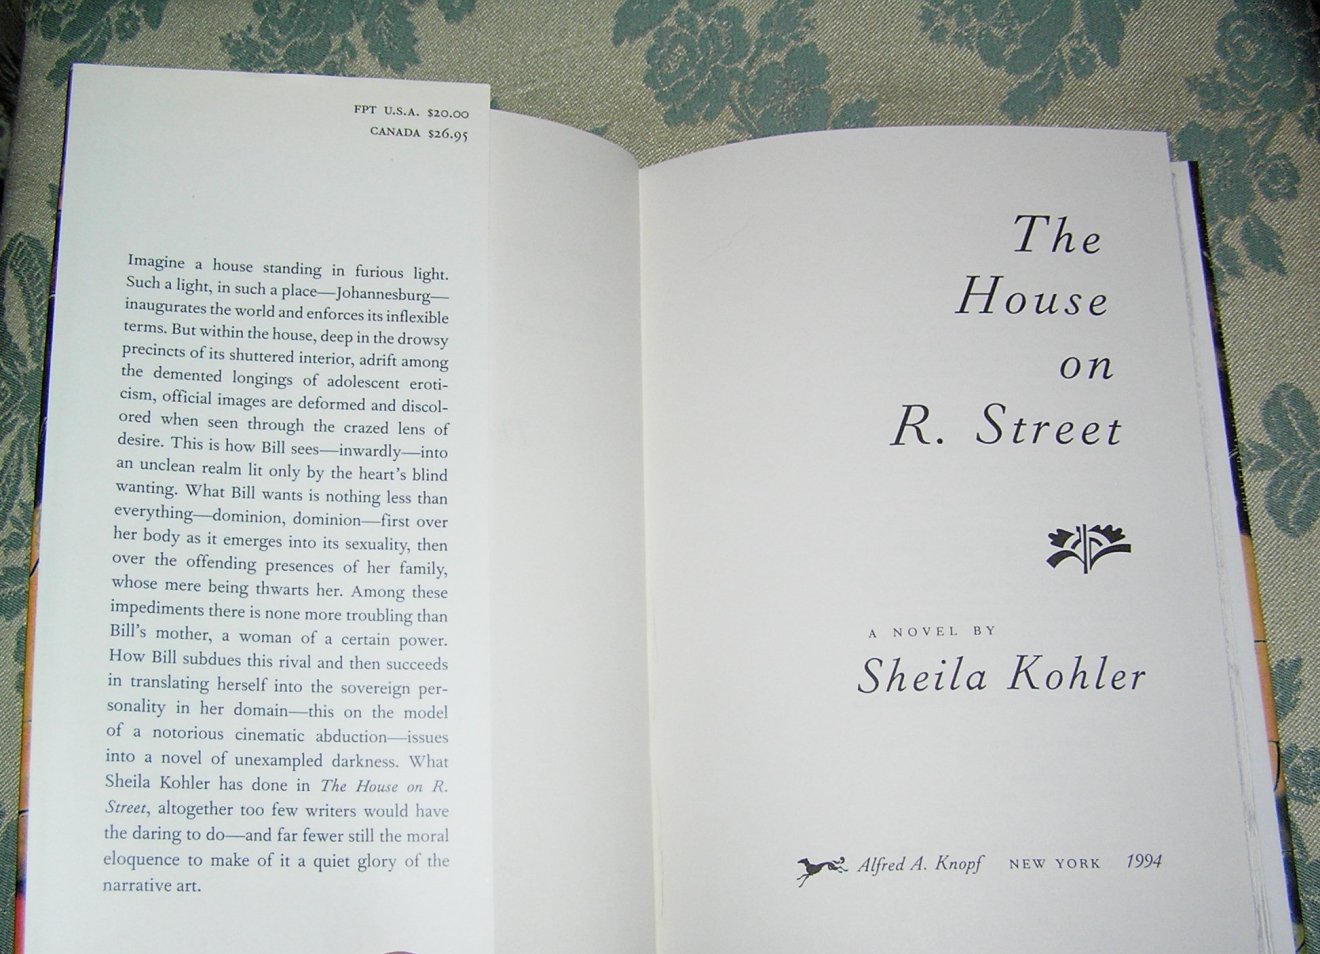 FPT U.S.A. $20.00
CANADA $26.95
Imagine a house standing in furious light.
Such a light, in such a place—Johannesburg—
inaugurates the world and enforces its inflexible
terms. But within the house, deep in the drowsy
precincts of its shuttered interior, adrift among
the demented longings of adolescent eroti-
cism, official images are deformed and discol-
ored when seen through the crazed lens of
desire. This is how Bill sees—inwardly—into
an unclean realm lit only by the heart's blind
wanting. What Bill wants is nothing less than
everything—dominion, dominion—first over
her body as it emerges into its sexuality, then
over the offending presences of her family,
whose mere being thwarts her. Among these
impediments there is none more troubling than
Bill's mother, a woman of a certain power.
How Bill subdues this rival and then succeeds
in translating herself into the sovereign per-
sonality in her domain—this on the model
of a notorious cinematic abduction—issues
into a novel of unexampled darkness. What
Sheila Kohler has done in The House on R.
Street, altogether too few writers would have
the daring to do—and far fewer still the moral
eloquence to make of it a quiet glory of the
narrative art.
The
House
on
R. Street
A NOVEL BY
Sheila Kohler
Alfred A. Knopf NEW YORK 1994